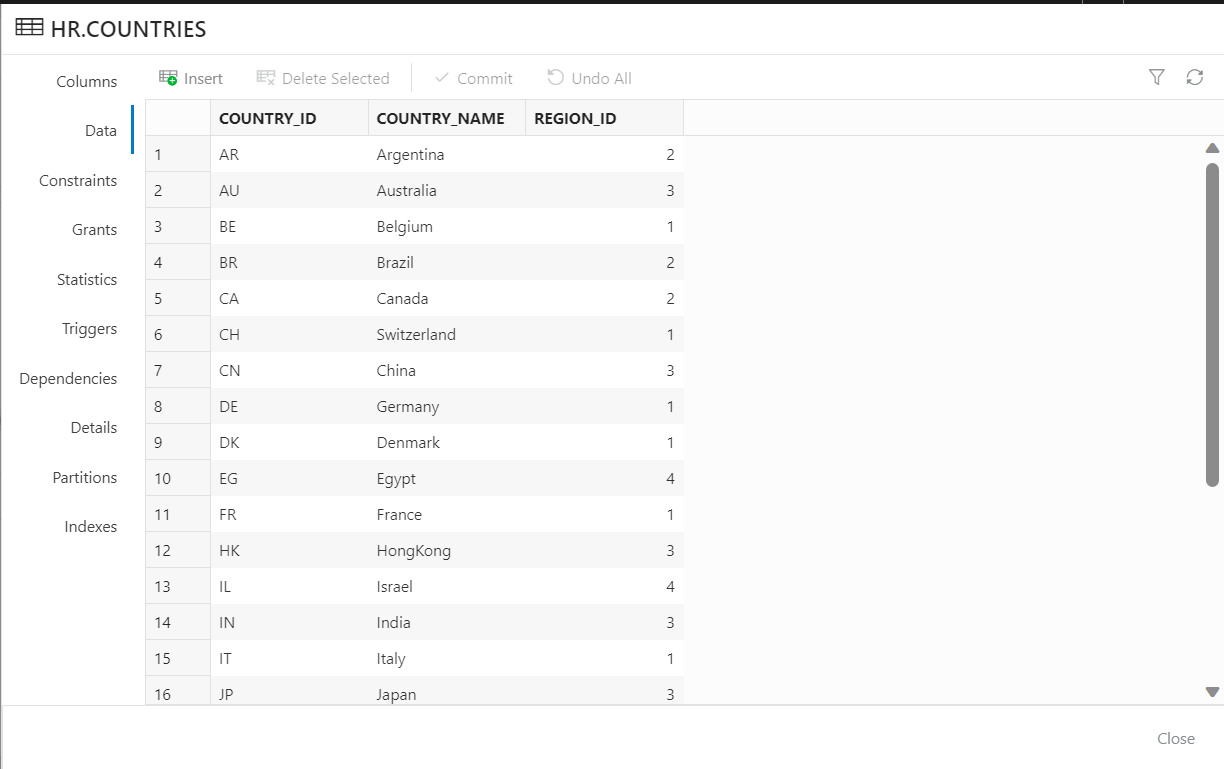 HR.COUNTRIES
Columns
Data
Constraints
Grants
Statistics
Triggers
Dependencies
Details
Partitions
Indexes
Insert Delete Selected Commit Undo All
COUNTRY_ID COUNTRY_NAME REGION_ID
1 AR Argentina 2
2 AU Australia 3
3 BE Belgium 1
4 BR Brazil 2
5 CA Canada 2
6 CH Switzerland 1
7 CN China 3
8 DE Germany 1
9 DK Denmark 1
10 EG Egypt 4
11 FR France 1
12 HK HongKong 3
13 IL Israel 4
14 IN India 3
15 IT Italy 1
16 JP Japan 3
Close